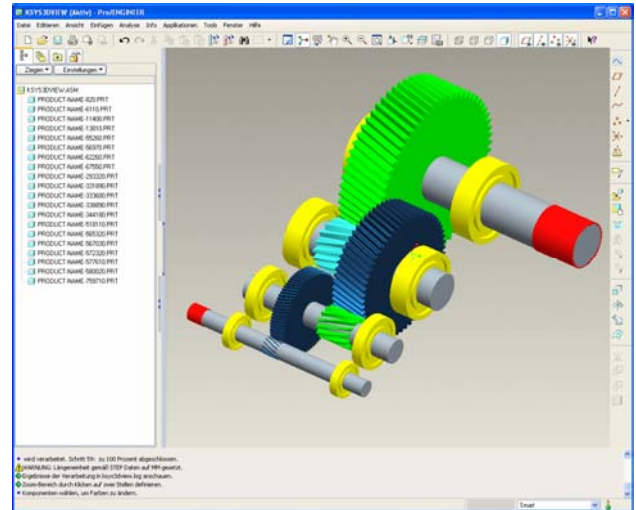 KSYS3DVIEW (Aktiv) - Pro/ENGINEER
Datei Editieren Ansicht Einfügen Analyse Info Applikationen Tools Fenster Hilfe
Zeigen Einstellungen
KSYS3DVIEW.ASM
PRODUCT-NAME-820.PRT
PRODUCT-NAME-6110.PRT
PRODUCT-NAME-11400.PRT
PRODUCT-NAME-13810.PRT
PRODUCT-NAME-55260.PRT
PRODUCT-NAME-56970.PRT
PRODUCT-NAME-62260.PRT
PRODUCT-NAME-67550.PRT
PRODUCT-NAME-293320.PRT
PRODUCT-NAME-331890.PRT
PRODUCT-NAME-333600.PRT
PRODUCT-NAME-338890.PRT
PRODUCT-NAME-344180.PRT
PRODUCT-NAME-518110.PRT
PRODUCT-NAME-565320.PRT
PRODUCT-NAME-567030.PRT
PRODUCT-NAME-572320.PRT
PRODUCT-NAME-577610.PRT
PRODUCT-NAME-580020.PRT
PRODUCT-NAME-759710.PRT
wird verarbeitet. Schritt 59: zu 100 Prozent abgeschlossen.
WARNUNG: Längeneinheit gemäß STEP Daten auf MM gesetzt.
Ergebnisse der Verarbeitung in ksys3dview.log anschauen.
Zoom-Bereich durch Klicken auf zwei Stellen definieren.
Komponenten wählen, um Farben zu ändern.
Smart